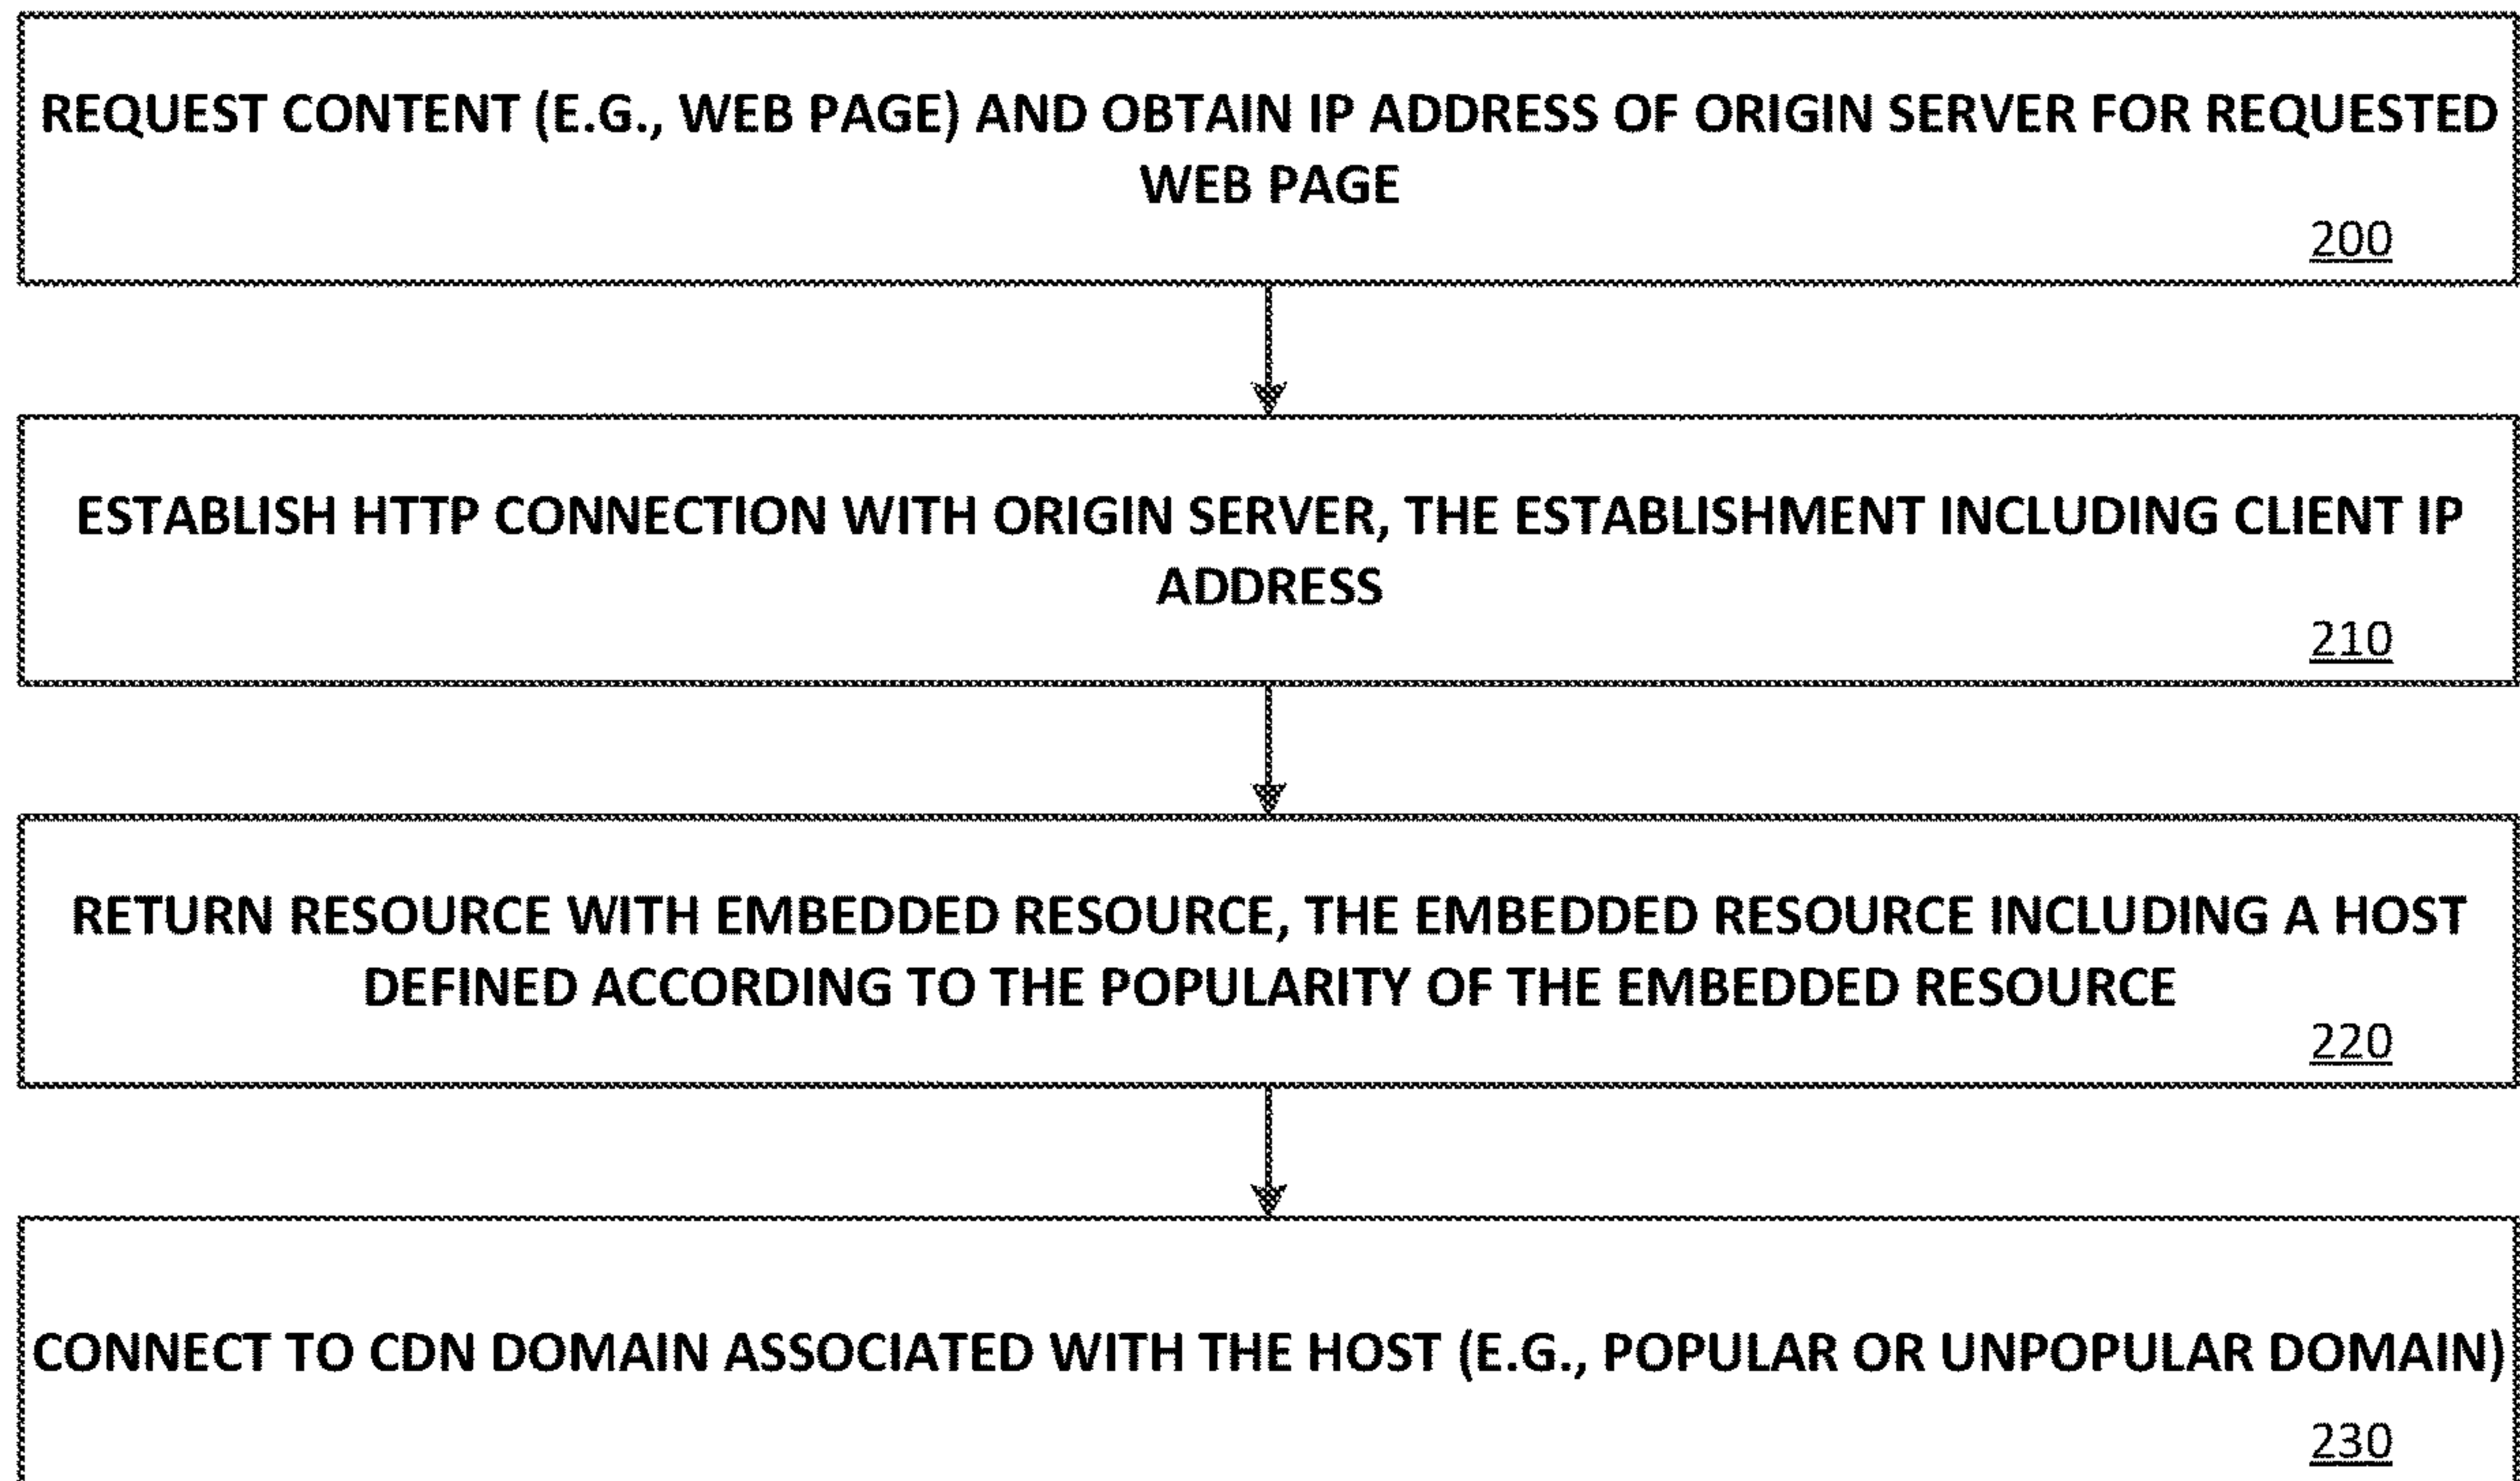 REQUEST CONTENT (E.G., WEB PAGE) AND OBTAIN IP ADDRESS OF ORIGIN SERVER FOR REQUESTED
WEB PAGE
200
ESTABLISH HTTP CONNECTION WITH ORIGIN SERVER, THE ESTABLISHMENT INCLUDING CLIENT IP
ADDRESS
210
RETURN RESOURCE WITH EMBEDDED RESOURCE, THE EMBEDDED RESOURCE INCLUDING A HOST
DEFINED ACCORDING TO THE POPULARITY OF THE EMBEDDED RESOURCE
220
CONNECT TO CDN DOMAIN ASSOCIATED WITH THE HOST (E.G., POPULAR OR UNPOPULAR DOMAIN)
230